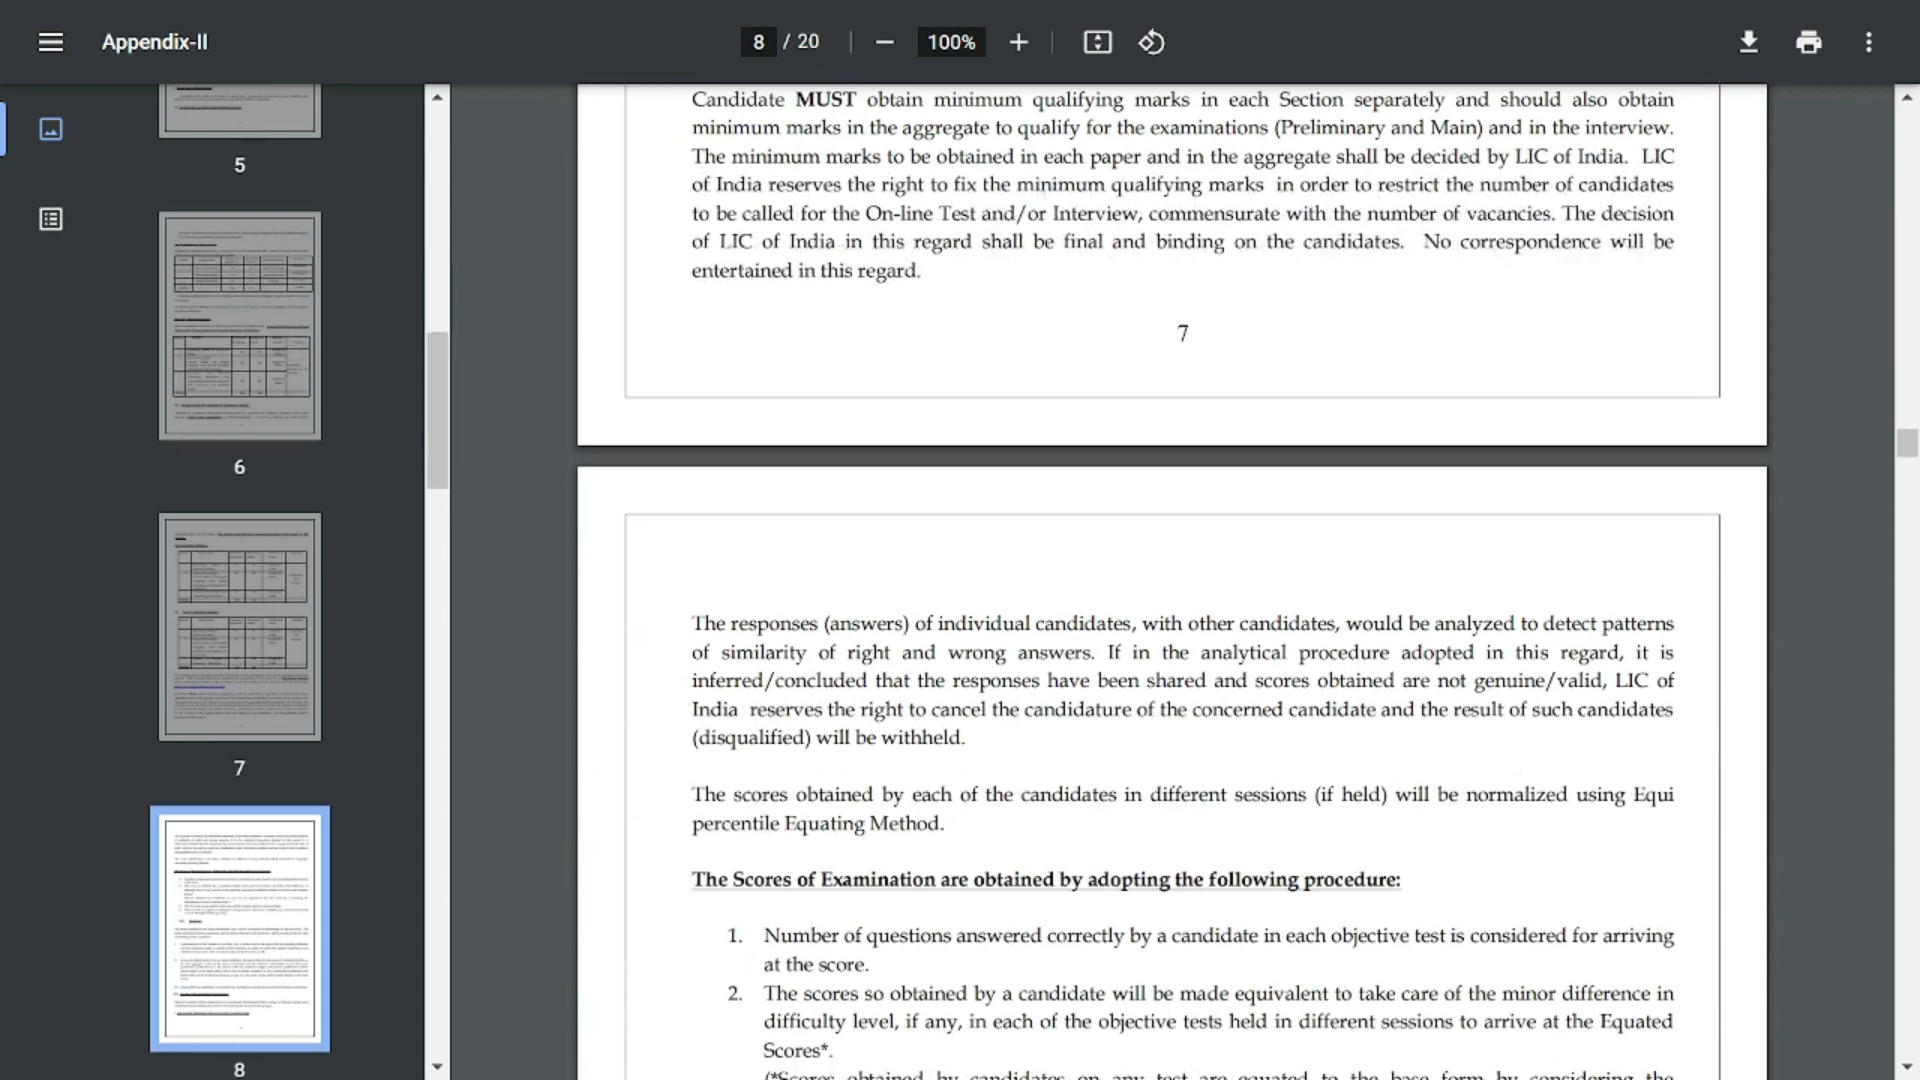 Appendix-II
8 / 20
100%
5
6
7
8
Candidate MUST obtain minimum qualifying marks in each Section separately and should also obtain
minimum marks in the aggregate to qualify for the examinations (Preliminary and Main) and in the interview.
The minimum marks to be obtained in each paper and in the aggregate shall be decided by LIC of India. LIC
of India reserves the right to fix the minimum qualifying marks in order to restrict the number of candidates
to be called for the On-line Test and/or Interview, commensurate with the number of vacancies. The decision
of LIC of India in this regard shall be final and binding on the candidates. No correspondence will be
entertained in this regard.
7
The responses (answers) of individual candidates, with other candidates, would be analyzed to detect patterns
of similarity of right and wrong answers. If in the analytical procedure adopted in this regard, it is
inferred/concluded that the responses have been shared and scores obtained are not genuine/valid, LIC of
India reserves the right to cancel the candidature of the concerned candidate and the result of such candidates
(disqualified) will be withheld.
The scores obtained by each of the candidates in different sessions (if held) will be normalized using Equi
percentile Equating Method.
The Scores of Examination are obtained by adopting the following procedure:
1. Number of questions answered correctly by a candidate in each objective test is considered for arriving
at the score.
2. The scores so obtained by a candidate will be made equivalent to take care of the minor difference in
difficulty level, if any, in each of the objective tests held in different sessions to arrive at the Equated
Scores*.
(*Scores obtained by candidates on any test are equated to the base form by considering the